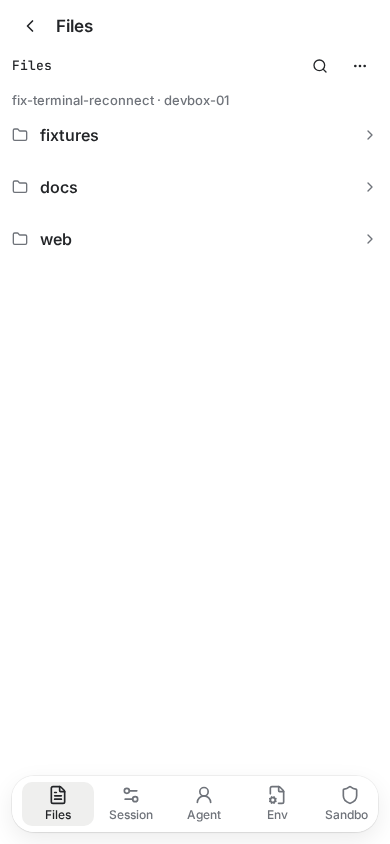 Files
Files
fix-terminal-reconnect · devbox-01
fixtures
docs
web
Files Session Agent Env Sandbo